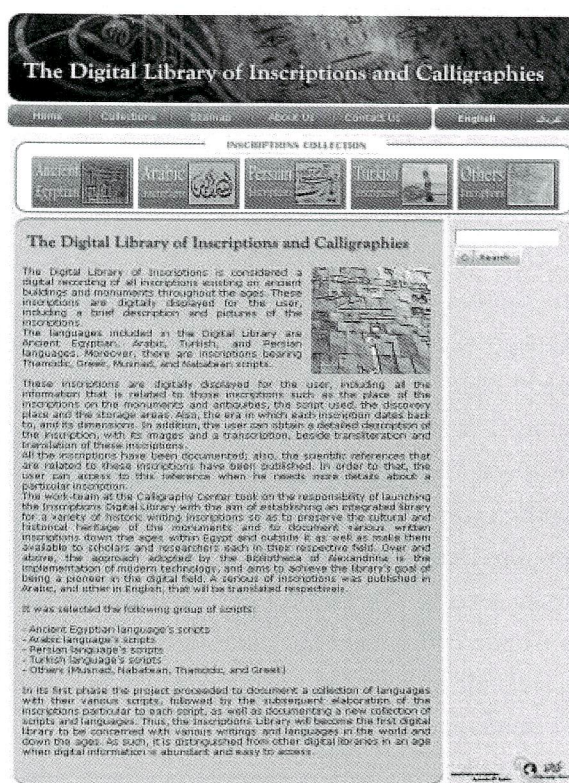 The Digital Library of Inscriptions and Calligraphies
Home Collections Sitemap About Us Contact Us English عربي
INSCRIPTIONS COLLECTION
Ancient Egyptian Arabic Inscriptions Persian Inscriptions Turkish Inscriptions Others Inscriptions
The Digital Library of Inscriptions and Calligraphies
Search
The Digital Library of Inscriptions is considered a
digital recording of all inscriptions existing on ancient
buildings and monuments throughout the ages. These
inscriptions are digitally displayed for the user,
including a brief description and pictures of the
inscriptions.
The languages included in the Digital Library are
Ancient Egyptian, Arabic, Turkish, and Persian
languages. Moreover, there are inscriptions bearing
Thamodic, Greek, Musnad, and Nabatean scripts.
These inscriptions are digitally displayed for the user, including all the
information that is related to those inscriptions such as the place of the
inscriptions on the monuments and antiquities, the script used, the discovery
place and the storage areas. Also, the era in which each inscription dates back
to, and its dimensions. In addition, the user can obtain a detailed description of
the inscription, with its images and a transcription, beside transliteration and
translation of these inscriptions.
All the inscriptions have been documented; also, the scientific references that
are related to these inscriptions have been published. In order to that, the
user can access to this reference when he needs more details about a
particular inscription.
The work-team at the Calligraphy Center took on the responsibility of launching
the Inscriptions Digital Library with the aim of establishing an integrated library
for a variety of historic writing inscriptions so as to preserve the cultural and
historical heritage of the monuments and to document various written
inscriptions down the ages within Egypt and outside it as well as make them
available to scholars and researchers each in their respective field. Over and
above, the approach adopted by the Bibliotheca of Alexandrina is the
implementation of modern technology, and aims to achieve the library's goal of
being a pioneer in the digital field. A serious of inscriptions was published in
Arabic, and other in English, that will be translated respectively.
It was selected the following group of scripts:
- Ancient Egyptian language's scripts
- Arabic language's scripts
- Persian language's scripts
- Turkish language's scripts
- Others (Musnad, Nabatean, Thamodic, and Greek)
In its first phase the project proceeded to document a collection of languages
with their various scripts, followed by the subsequent elaboration of the
inscriptions particular to each script, as well as documenting a new collection of
scripts and languages. Thus, the Inscriptions Library will become the first digital
library to be concerned with various writings and languages in the world and
down the ages. As such, it is distinguished from other digital libraries in an age
when digital information is abundant and easy to access.